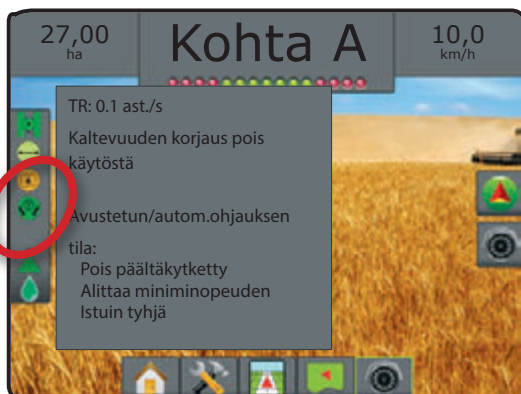 27,00
ha
Kohta A
10,0
km/h
TR: 0.1 ast./s
Kaltevuuden korjaus pois
käytöstä
Avustetun/autom.ohjauksen
tila:
Pois päältäkytketty
Alittaa miniminopeuden
Istuin tyhjä